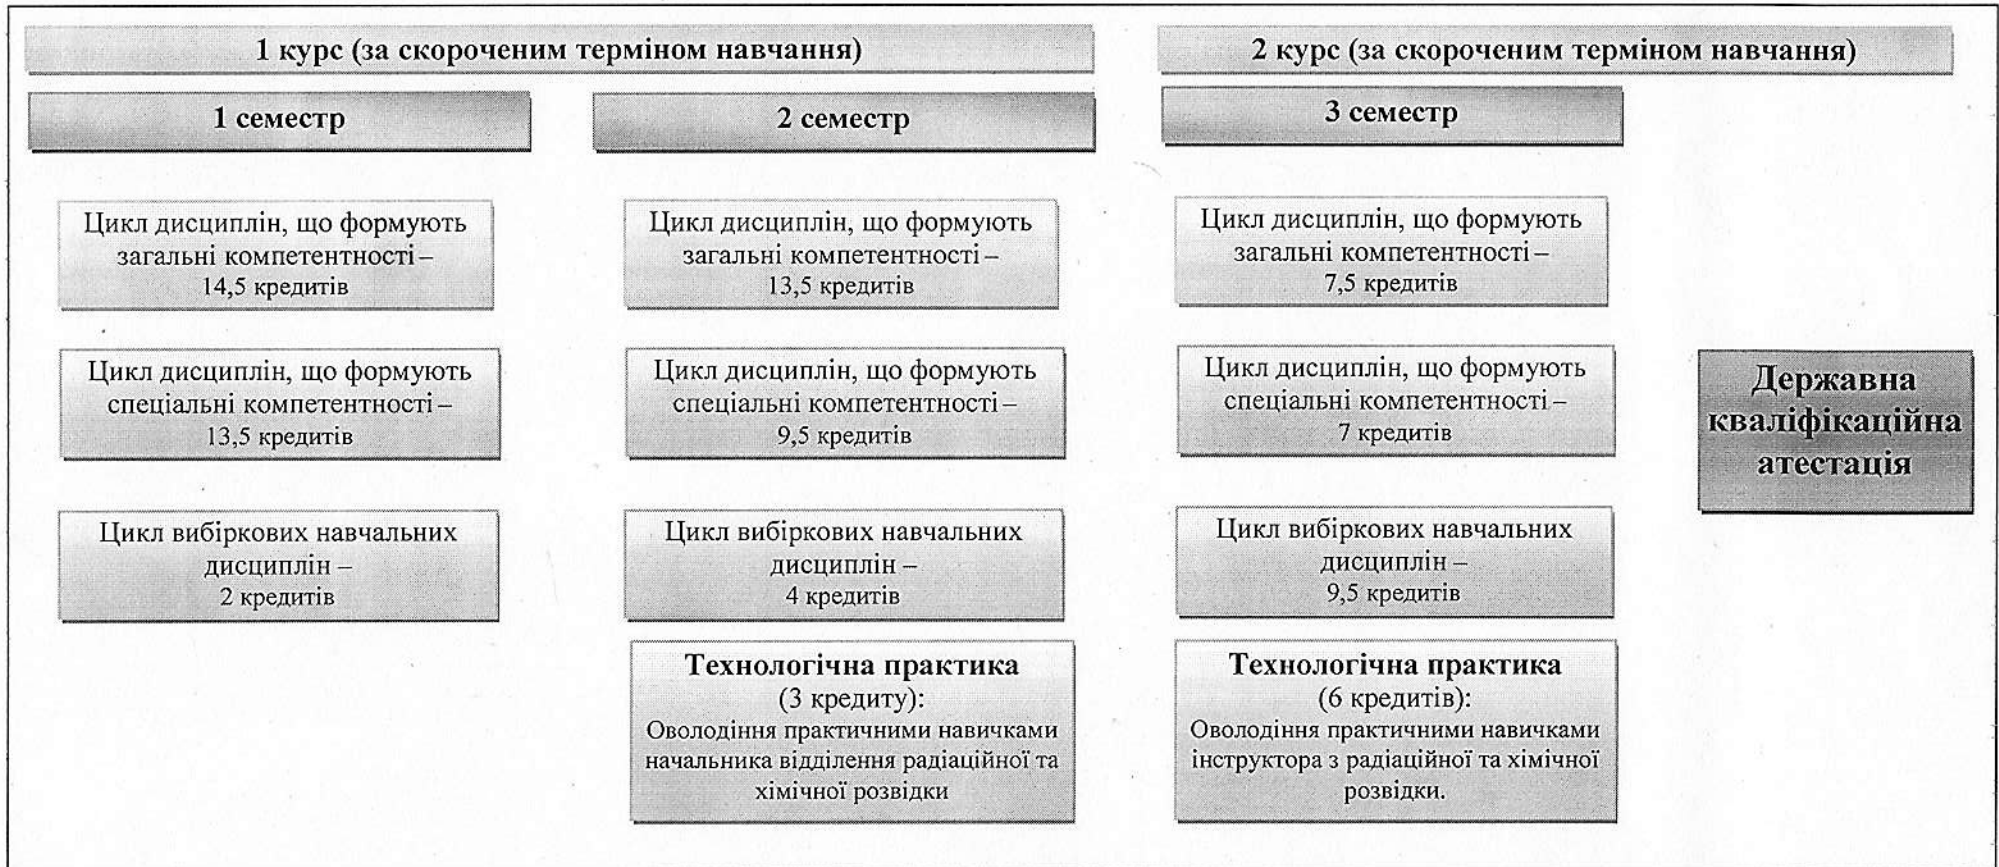 1 курс (за скороченим терміном навчання)
2 курс (за скороченим терміном навчання)
1 семестр
2 семестр
3 семестр
Цикл дисциплін, що формують
загальні компетентності –
14,5 кредитів
Цикл дисциплін, що формують
загальні компетентності –
13,5 кредитів
Цикл дисциплін, що формують
загальні компетентності –
7,5 кредитів
Цикл дисциплін, що формують
спеціальні компетентності –
13,5 кредитів
Цикл дисциплін, що формують
спеціальні компетентності –
9,5 кредитів
Цикл дисциплін, що формують
спеціальні компетентності –
7 кредитів
Державна
кваліфікаційна
атестація
Цикл вибіркових навчальних
дисциплін –
2 кредитів
Цикл вибіркових навчальних
дисциплін –
4 кредитів
Цикл вибіркових навчальних
дисциплін –
9,5 кредитів
Технологічна практика
(3 кредиту):
Оволодіння практичними навичками
начальника відділення радіаційної та
хімічної розвідки
Технологічна практика
(6 кредитів):
Оволодіння практичними навичками
інструктора з радіаційної та хімічної
розвідки.